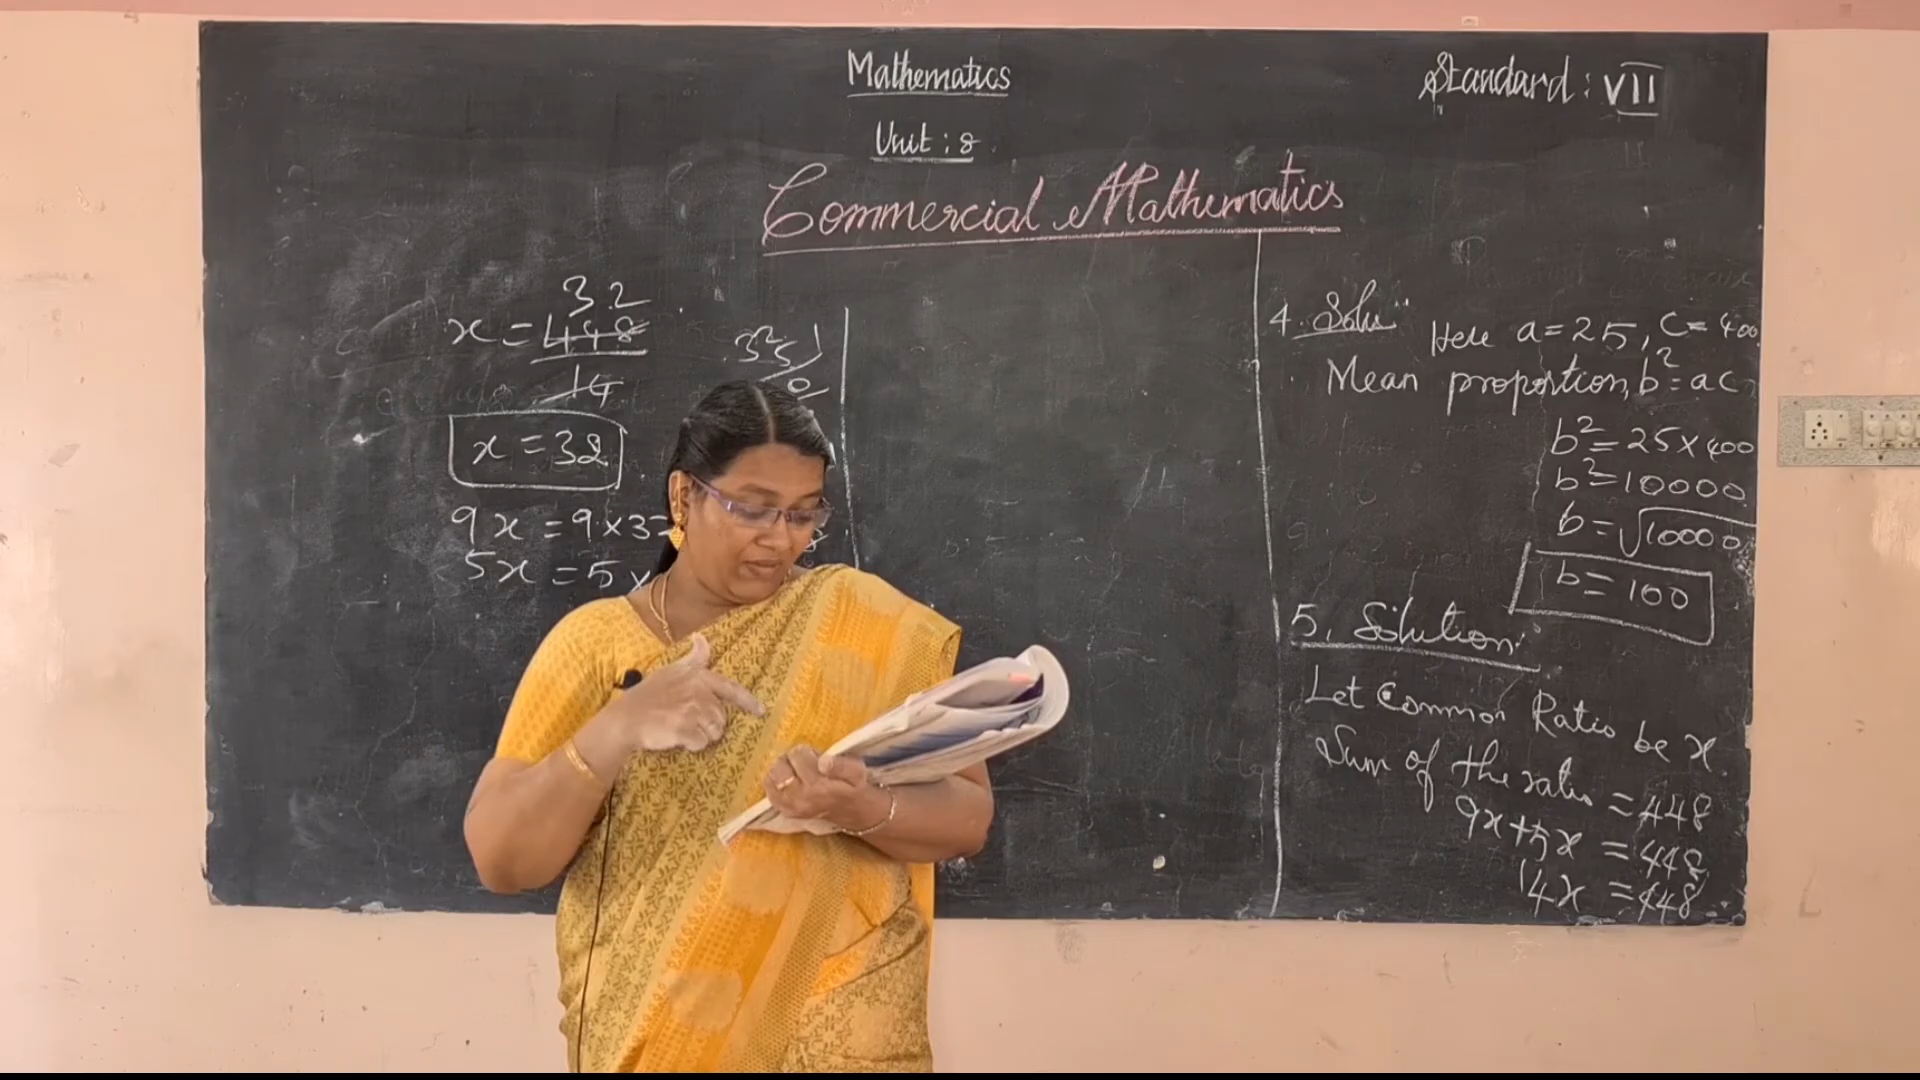 Mathematics
Standard: VII
Unit: 8
Commercial Mathematics
32
x = 448
14
x = 32
9x = 9 × 3
5x = 5 ×
4. Solu
Here a = 25, c = 400
Mean proportion, b² = ac
b² = 25 × 400
b² = 10000
b = √10000
b = 100
5. Solution
Let Common Ratio be x.
Sum of the ratio = 448
9x + 5x = 448
14x = 448